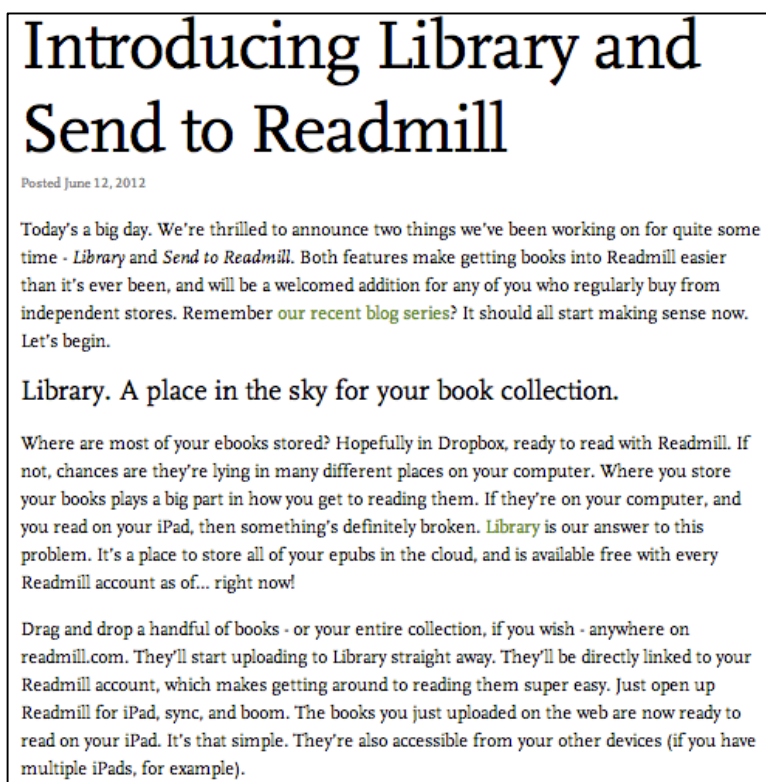 Introducing Library and
Send to Readmill
Posted June 12, 2012
Today's a big day. We're thrilled to announce two things we've been working on for quite some
time - Library and Send to Readmill. Both features make getting books into Readmill easier
than it's ever been, and will be a welcomed addition for any of you who regularly buy from
independent stores. Remember our recent blog series? It should all start making sense now.
Let's begin.
Library. A place in the sky for your book collection.
Where are most of your ebooks stored? Hopefully in Dropbox, ready to read with Readmill. If
not, chances are they're lying in many different places on your computer. Where you store
your books plays a big part in how you get to reading them. If they're on your computer, and
you read on your iPad, then something's definitely broken. Library is our answer to this
problem. It's a place to store all of your epubs in the cloud, and is available free with every
Readmill account as of... right now!
Drag and drop a handful of books - or your entire collection, if you wish - anywhere on
readmill.com. They'll start uploading to Library straight away. They'll be directly linked to your
Readmill account, which makes getting around to reading them super easy. Just open up
Readmill for iPad, sync, and boom. The books you just uploaded on the web are now ready to
read on your iPad. It's that simple. They're also accessible from your other devices (if you have
multiple iPads, for example).